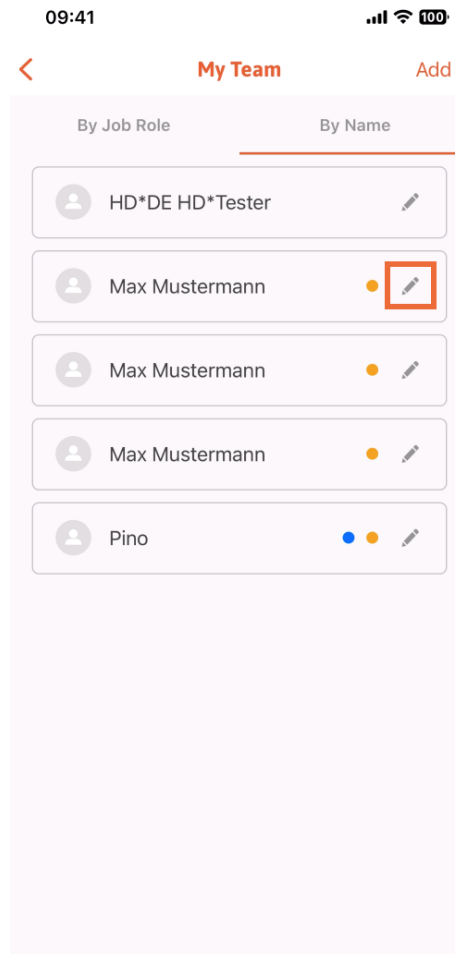 09:41
100
My Team
Add
By Job Role
By Name
HD*DE HD*Tester
Max Mustermann
Max Mustermann
Max Mustermann
Pino